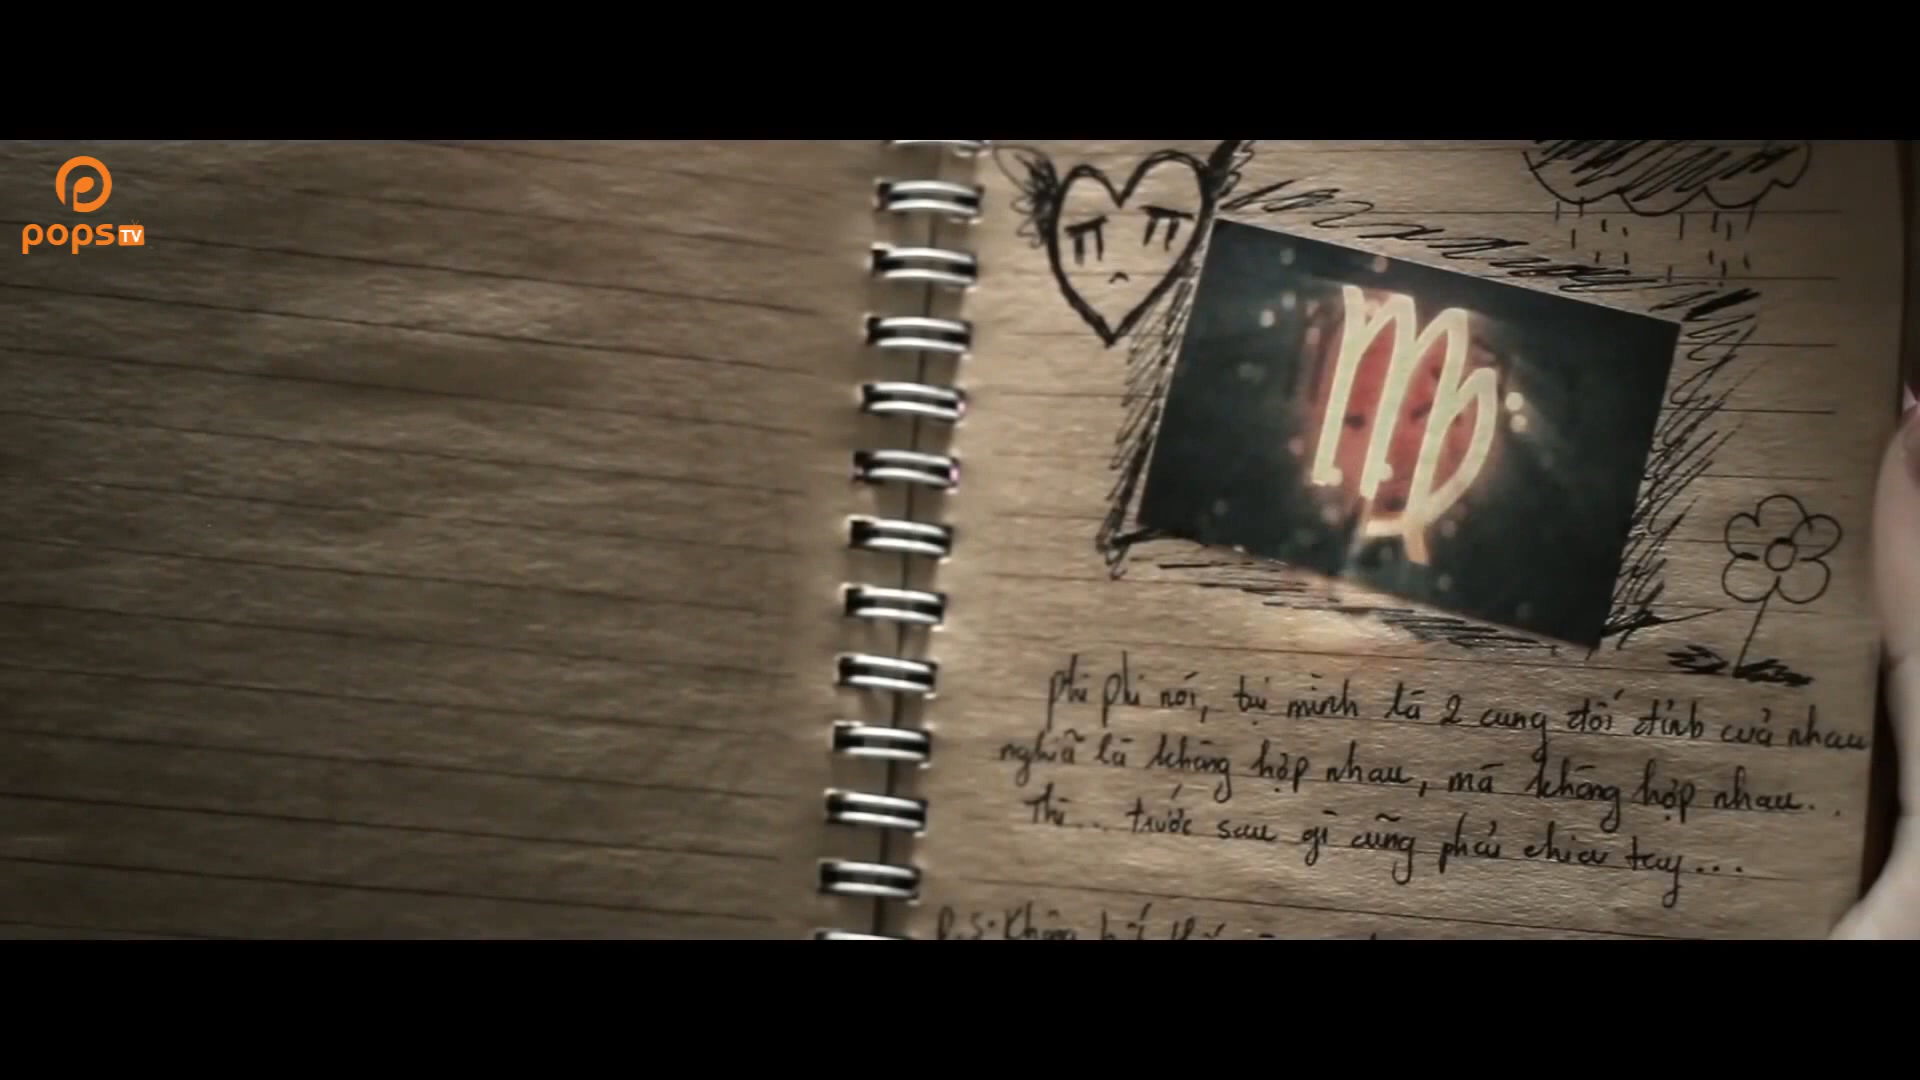 pops TV
Phi Phi nói, tụi mình là 2 cung đối đỉnh của nhau
nghĩa là không hợp nhau, mà không hợp nhau..
Thì... trước sau gì cũng phải chia tay...
P.S: Không